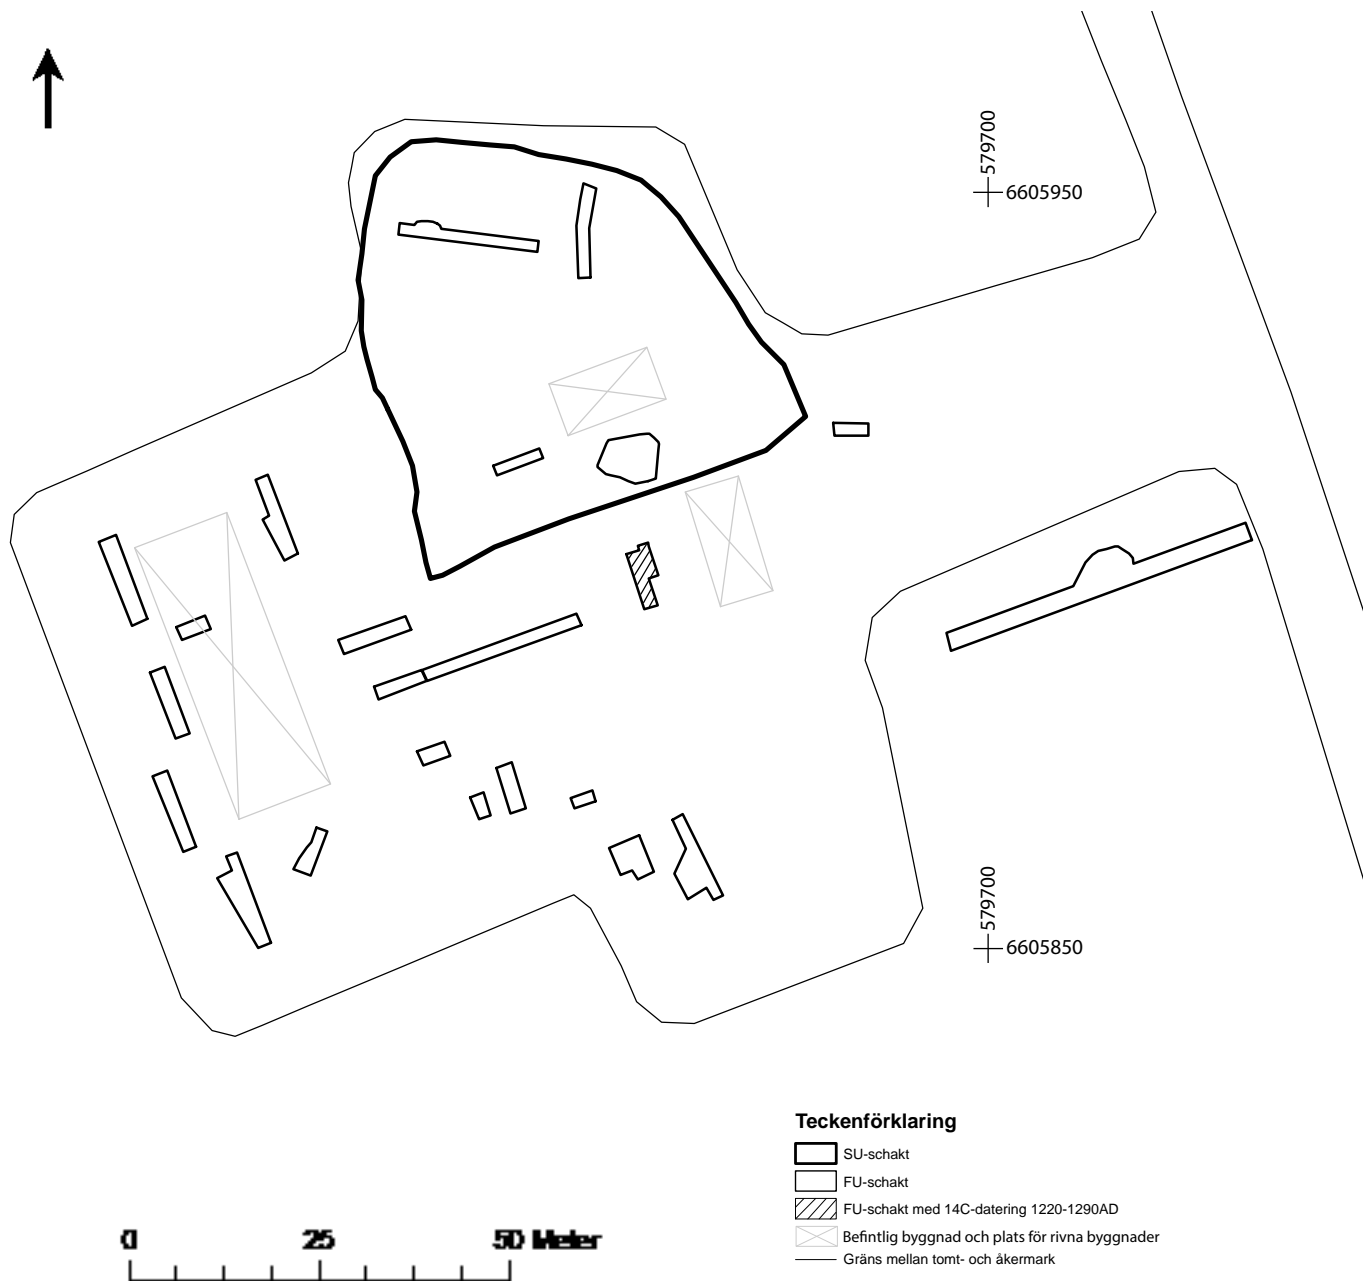 579700
6605950
579700
6605850
Teckenförklaring
SU-schakt
FU-schakt
FU-schakt med 14C-datering 1220-1290AD
Befintlig byggnad och plats för rivna byggnader
Gräns mellan tomt- och åkermark
0 25 50 Meter